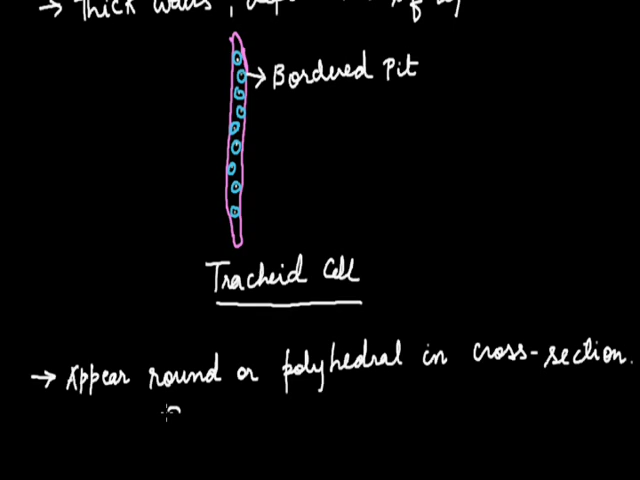 → Thick walls,
→ Bordered Pit
Tracheid Cell
→ Appear round or polyhedral in cross-section.